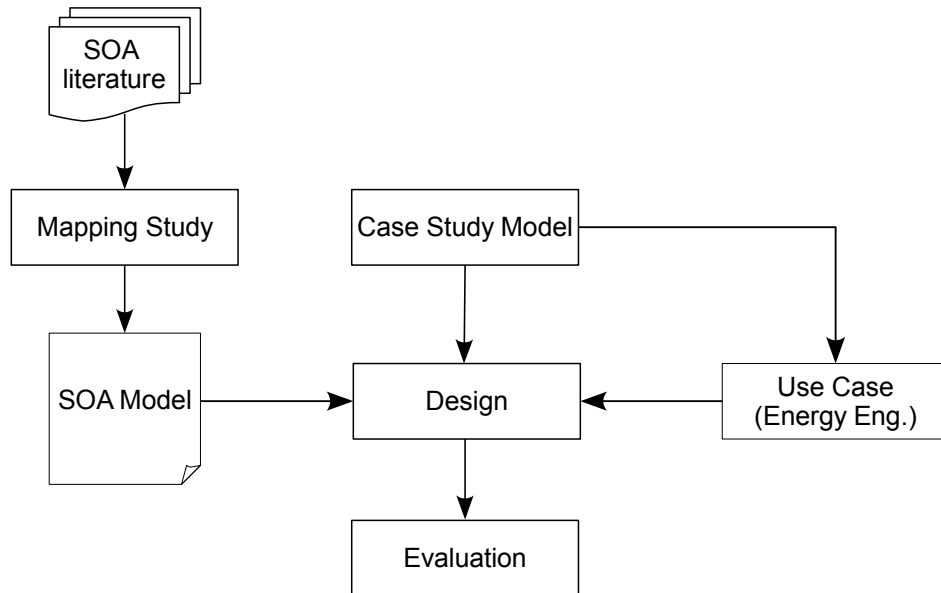 SOA
literature
Mapping Study
Case Study Model
SOA Model
Design
Use Case
(Energy Eng.)
Evaluation